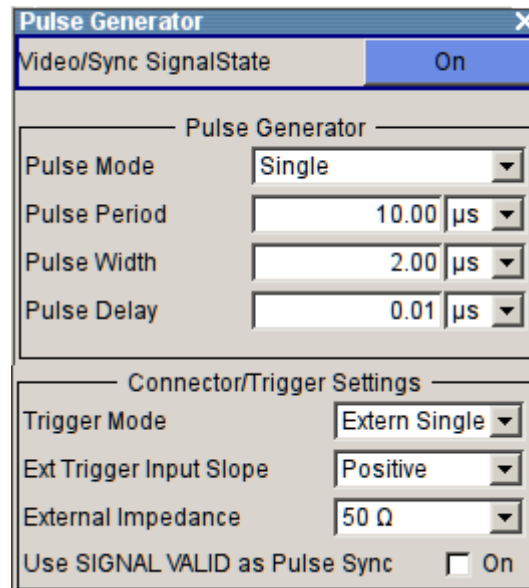 Pulse Generator
Video/Sync SignalState On
Pulse Generator
Pulse Mode Single
Pulse Period 10.00 µs
Pulse Width 2.00 µs
Pulse Delay 0.01 µs
Connector/Trigger Settings
Trigger Mode Extern Single
Ext Trigger Input Slope Positive
External Impedance 50 Ω
Use SIGNAL VALID as Pulse Sync On